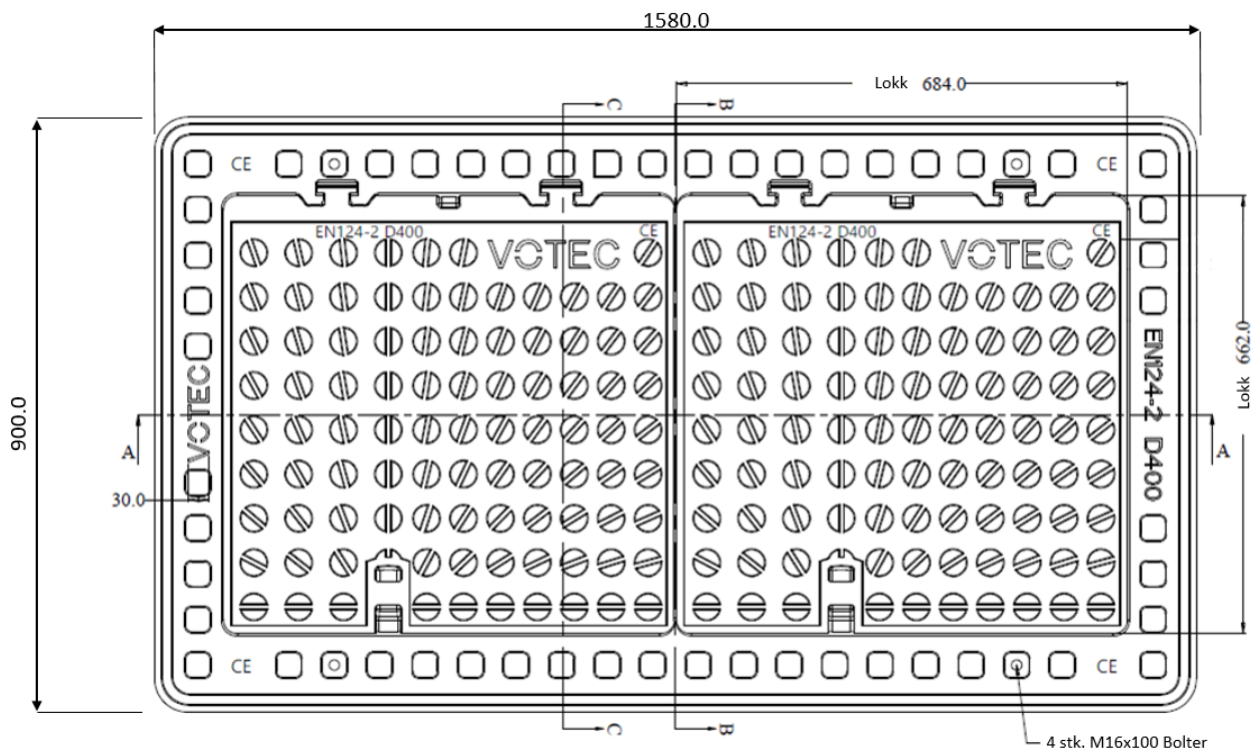 1580.0
Lokk 684.0
C
B
CE
CE
EN124-2 D400
CE
VOTEC
EN124-2 D400
CE
VOTEC
900.0
VOTEC
EN124-2 D400
Lokk 662.0
A
A
30.0
CE
CE
C
B
4 stk. M16x100 Bolter